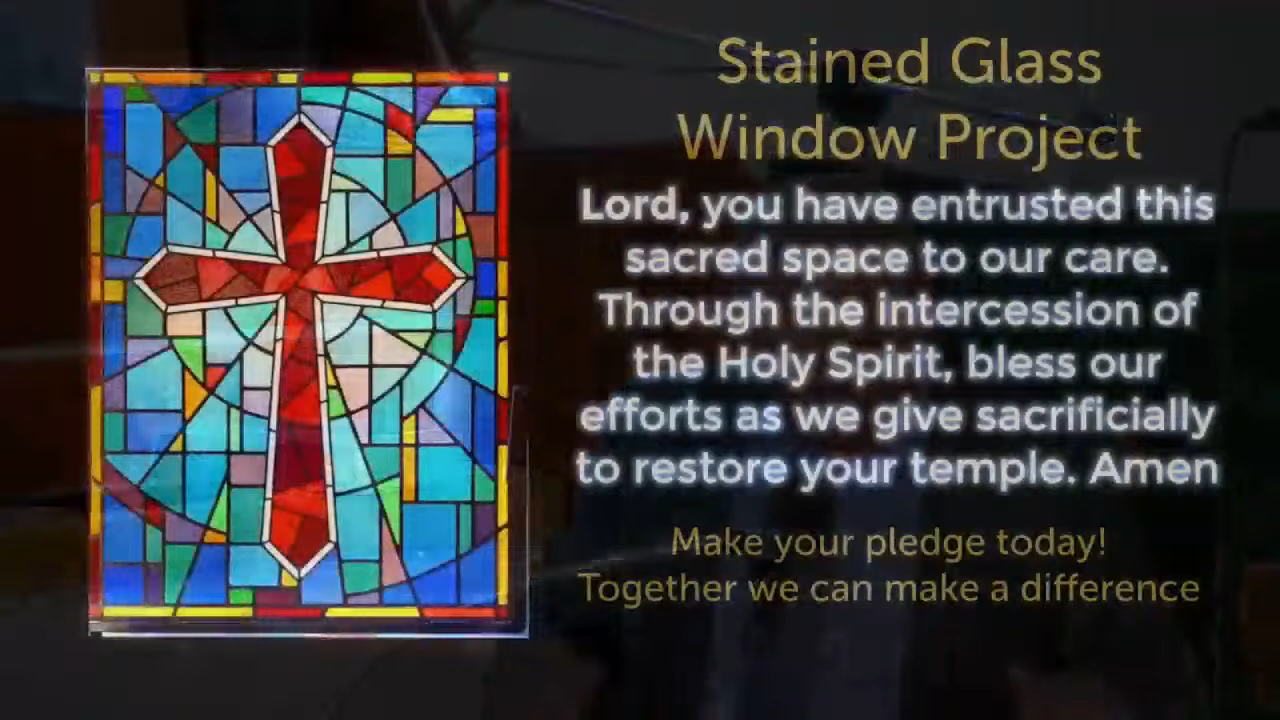 Stained Glass
Window Project
Lord, you have entrusted this
sacred space to our care.
Through the intercession of
the Holy Spirit, bless our
efforts as we give sacrificially
to restore your temple. Amen
Make your pledge today!
Together we can make a difference